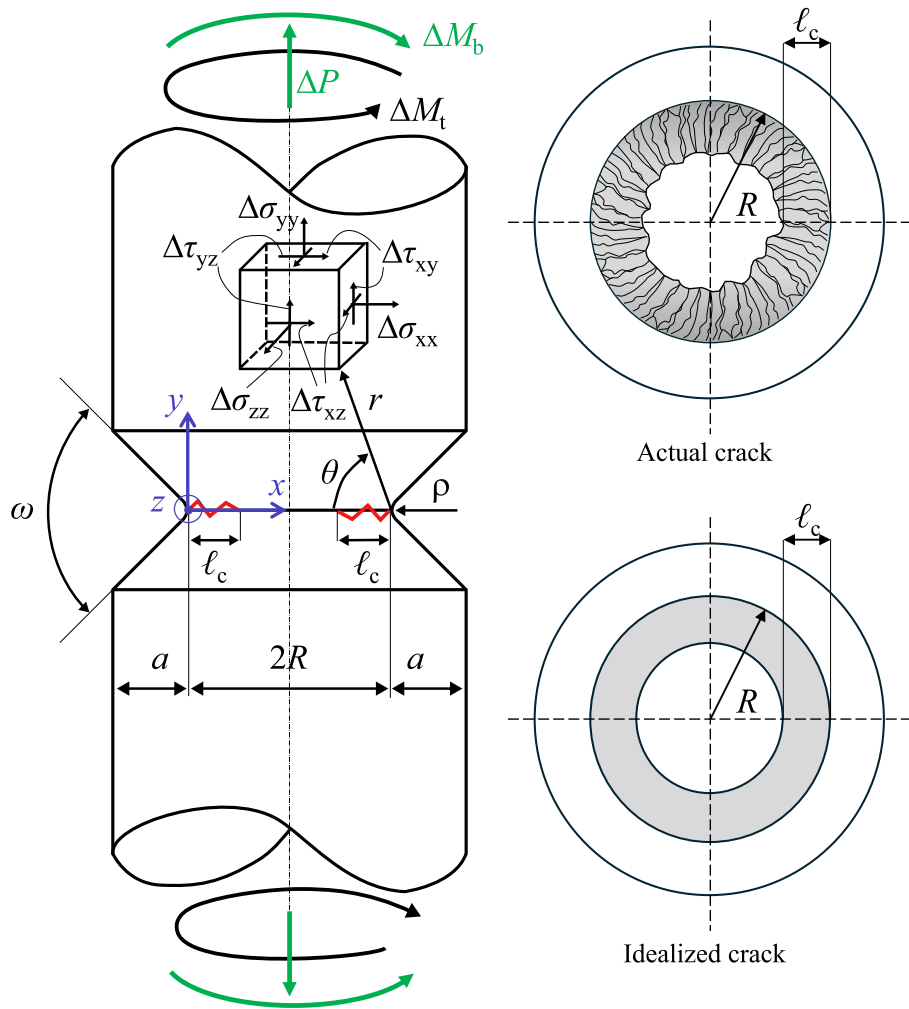 ΔM_b
ΔP
ΔM_t
Δσ_yy
Δτ_yz
Δτ_xy
Δσ_xx
Δσ_zz
Δτ_xz
r
y
θ
ω
z
x
ρ
ℓ_c
ℓ_c
a
2R
a
ℓ_c
R
Actual crack
ℓ_c
R
Idealized crack